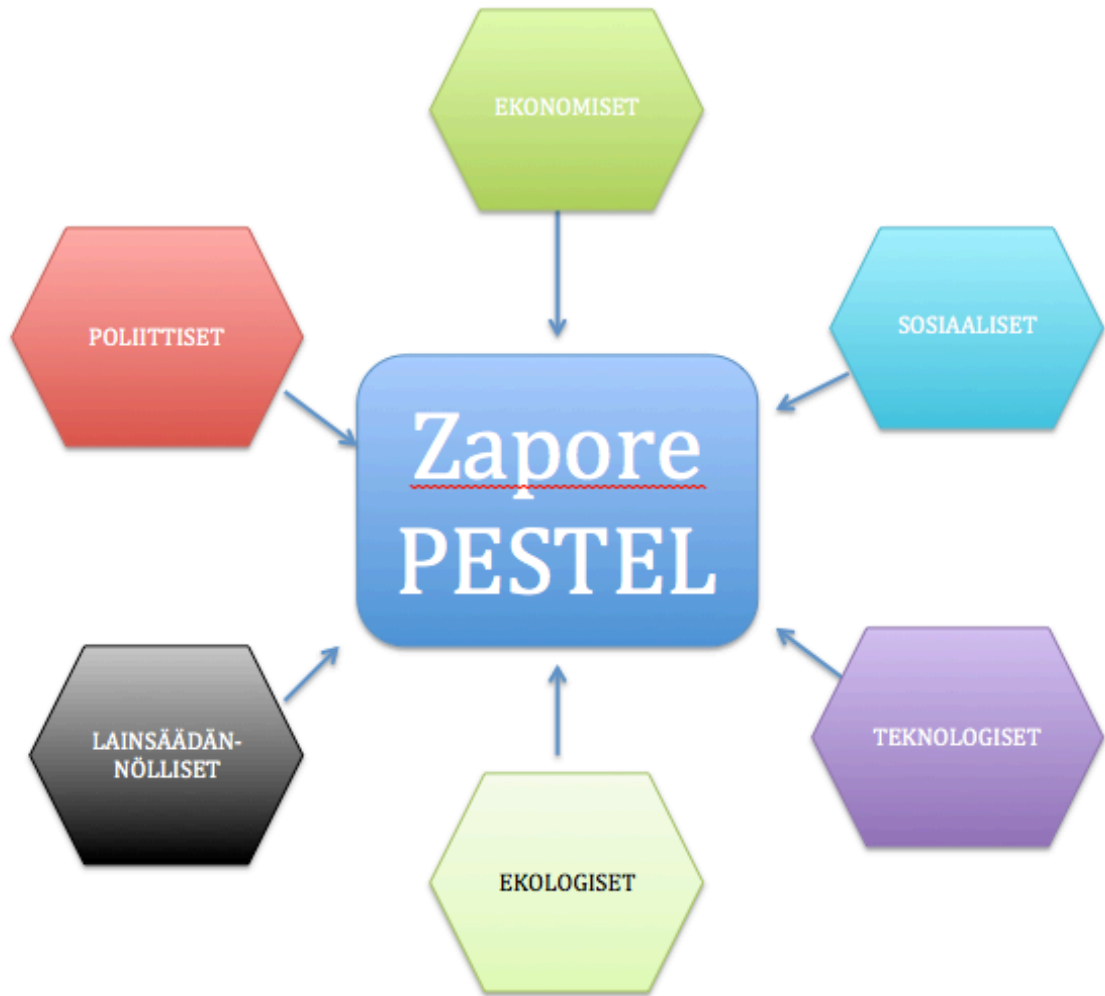 EKONOMISET
POLIITTISET
SOSIAALISET
Zapore
PESTEL
LAINSÄÄDÄN-
NÖLLISET
TEKNOLOGISET
EKOLOGISET